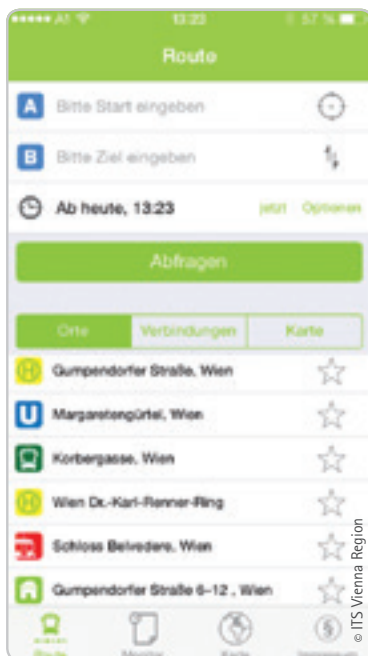 A1 13:23 57 %
Route
A Bitte Start eingeben
B Bitte Ziel eingeben
Ab heute, 13:23 jetzt Optionen
Abfragen
Orte Verbindungen Karte
H Gumpendorfer Straße, Wien
U Margaretengürtel, Wien
Korbergasse, Wien
H Wien Dr.-Karl-Renner-Ring
Schloss Belvedere, Wien
Gumpendorfer Straße 6–12 , Wien
Route Monitor Karte Impressum
© ITS Vienna Region